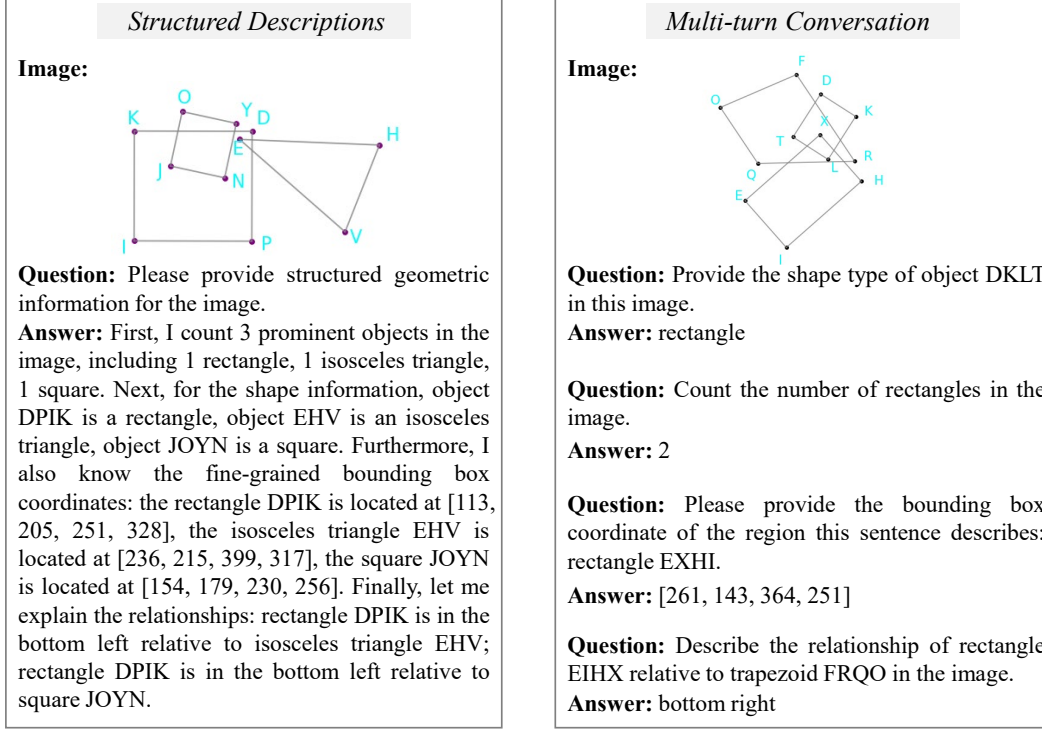 Structured Descriptions
Image:
O
Y
K
D
E
H
J
N
V
I
P
Question: Please provide structured geometric
information for the image.
Answer: First, I count 3 prominent objects in the
image, including 1 rectangle, 1 isosceles triangle,
1 square. Next, for the shape information, object
DPIK is a rectangle, object EHV is an isosceles
triangle, object JOYN is a square. Furthermore, I
also know the fine-grained bounding box
coordinates: the rectangle DPIK is located at [113,
205, 251, 328], the isosceles triangle EHV is
located at [236, 215, 399, 317], the square JOYN
is located at [154, 179, 230, 256]. Finally, let me
explain the relationships: rectangle DPIK is in the
bottom left relative to isosceles triangle EHV;
rectangle DPIK is in the bottom left relative to
square JOYN.
Multi-turn Conversation
Image:
F
D
O
K
X
T
R
L
Q
H
E
I
Question: Provide the shape type of object DKLT
in this image.
Answer: rectangle
Question: Count the number of rectangles in the
image.
Answer: 2
Question: Please provide the bounding box
coordinate of the region this sentence describes:
rectangle EXHI.
Answer: [261, 143, 364, 251]
Question: Describe the relationship of rectangle
EIHX relative to trapezoid FRQO in the image.
Answer: bottom right